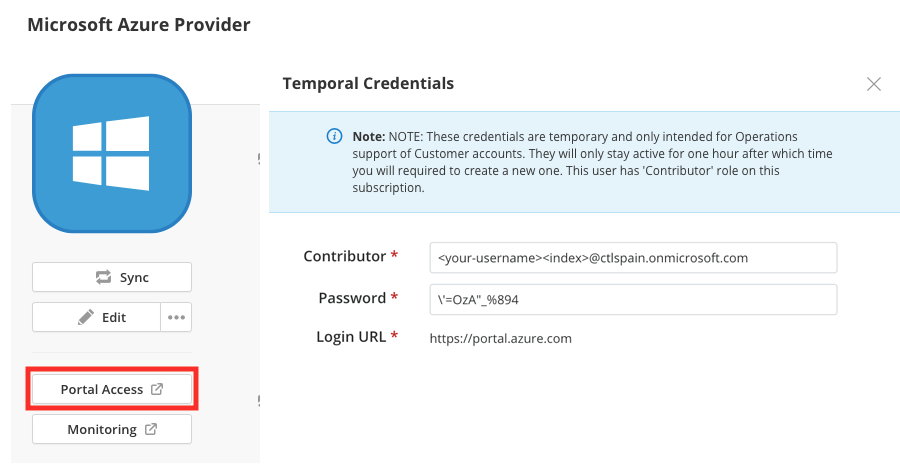 Microsoft Azure Provider
Temporal Credentials
Note: NOTE: These credentials are temporary and only intended for Operations
support of Customer accounts. They will only stay active for one hour after which time
you will required to create a new one. This user has 'Contributor' role on this
subscription.
Sync
Edit
Portal Access
Monitoring
Contributor *
<your-username><index>@ctlspain.onmicrosoft.com
Password *
\'=OzA"_%894
Login URL *
https://portal.azure.com